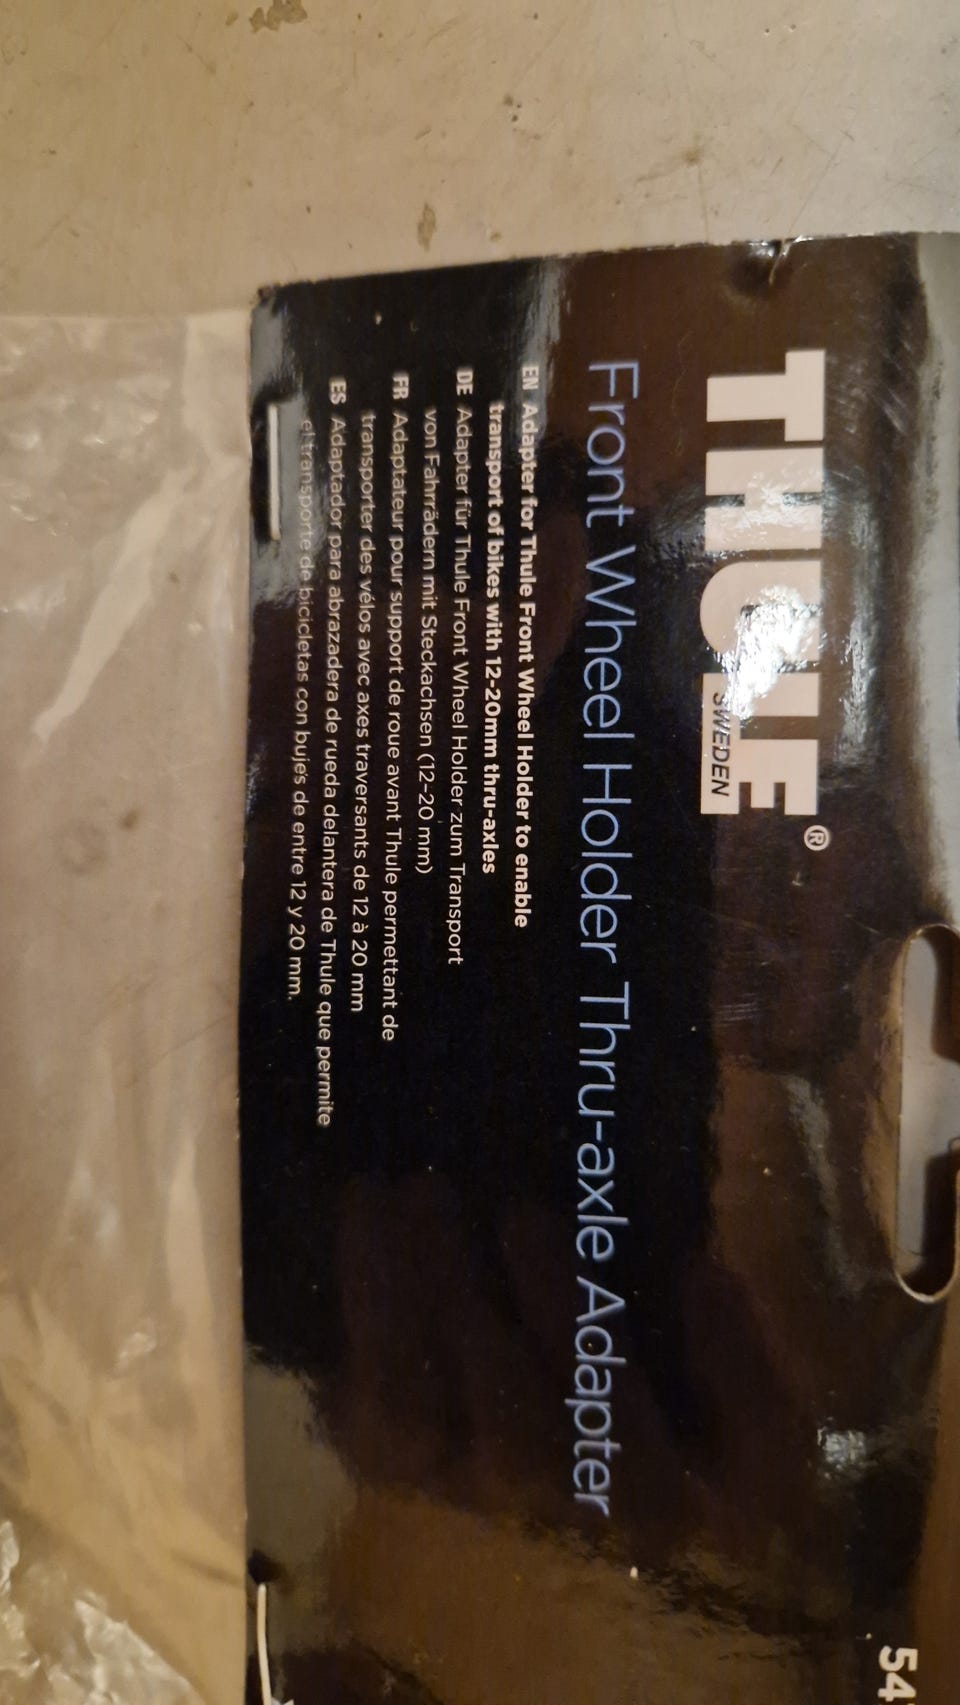 THULE®
SWEDEN
Front Wheel Holder Thru-axle Adapter
EN Adapter for Thule Front Wheel Holder to enable
transport of bikes with 12-20mm thru-axles
DE Adapter für Thule Front Wheel Holder zum Transport
von Fahrrädern mit Steckachsen (12-20 mm)
FR Adaptateur pour support de roue avant Thule permettant de
transporter des vélos avec axes traversants de 12 à 20 mm
ES Adaptador para abrazadera de rueda delantera de Thule que permite
el transporte de bicicletas con bujes de entre 12 y 20 mm.
54